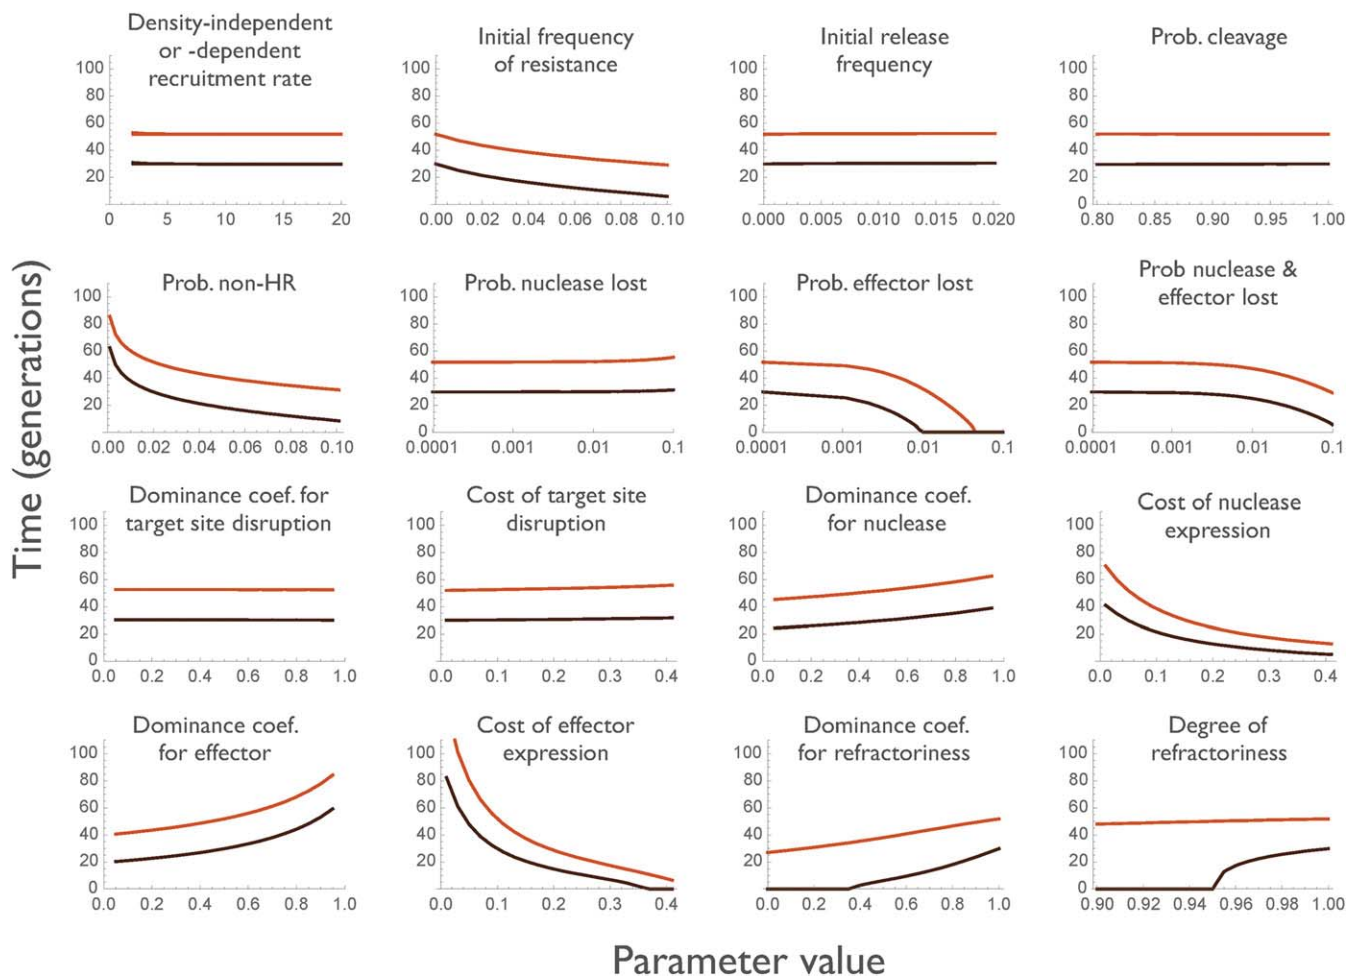 Density-independent
or -dependent
recruitment rate
100
80
60
40
20
0 5 10 15 20
Initial frequency
of resistance
100
80
60
40
20
0.00 0.02 0.04 0.06 0.08 0.10
Initial release
frequency
100
80
60
40
20
0.000 0.005 0.010 0.015 0.020
Prob. cleavage
100
80
60
40
20
0.80 0.85 0.90 0.95 1.00
Time (generations)
Prob. non-HR
100
80
60
40
20
0
0.00 0.02 0.04 0.06 0.08 0.10
Prob. nuclease lost
100
80
60
40
20
0
0.0001 0.001 0.01 0.1
Prob. effector lost
100
80
60
40
20
0
0.0001 0.001 0.01 0.1
Prob nuclease &
effector lost
100
80
60
40
20
0
0.0001 0.001 0.01 0.1
Dominance coef. for
target site disruption
100
80
60
40
20
0
0.0 0.2 0.4 0.6 0.8 1.0
Cost of target site
disruption
100
80
60
40
20
0.0 0.1 0.2 0.3 0.4
Dominance coef.
for nuclease
100
80
60
40
20
0
0.0 0.2 0.4 0.6 0.8 1.0
Cost of nuclease
expression
100
80
60
40
20
0.0 0.1 0.2 0.3 0.4
Dominance coef.
for effector
100
80
60
40
20
0
0.0 0.2 0.4 0.6 0.8 1.0
Cost of effector
expression
100
80
60
40
20
0
0.0 0.1 0.2 0.3 0.4
Dominance coef.
for refractoriness
100
80
60
40
20
0
0.0 0.2 0.4 0.6 0.8 1.0
Degree of
refractoriness
100
80
60
40
20
0
0.90 0.92 0.94 0.96 0.98 1.00
Parameter value